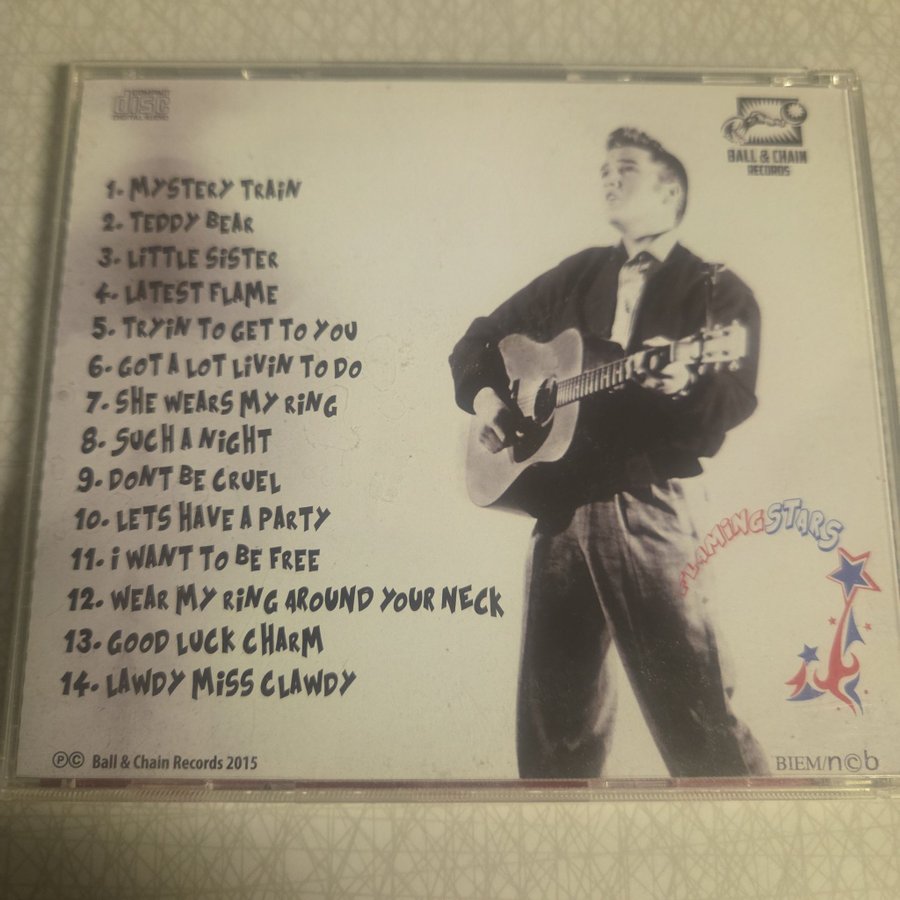 COMPACT
disc
DIGITAL AUDIO
BALL & CHAIN
RECORDS
1. MYSTERY TRAiN
2. TEDDY BEAR
3. LiTTLE SiSTER
4. LATEST FLAME
5. TRYiN TO GET TO YOU
6. GOT A LOT LiViN TO DO
7. SHE WEARS MY RiNG
8. SUCH A NiGHT
9. DONT BE CRUEL
10. LETS HAVE A PARTY
11. i WANT TO BE FREE
12. WEAR MY RiNG AROUND YOUR NECK
13. GOOD LUCK CHARM
14. LAWDY MiSS CLAWDY
FLAMiNGSTARS
℗© Ball & Chain Records 2015
BIEM/n©b